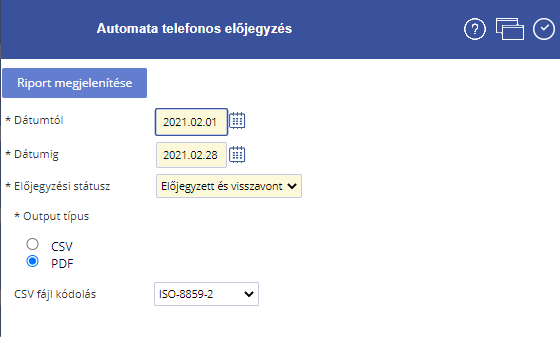 Automata telefonos előjegyzés
Riport megjelenítése
* Dátumtól 2021.02.01
* Dátumig 2021.02.28
* Előjegyzési státusz Előjegyzett és visszavont
* Output típus
CSV
PDF
CSV fájl kódolás ISO-8859-2